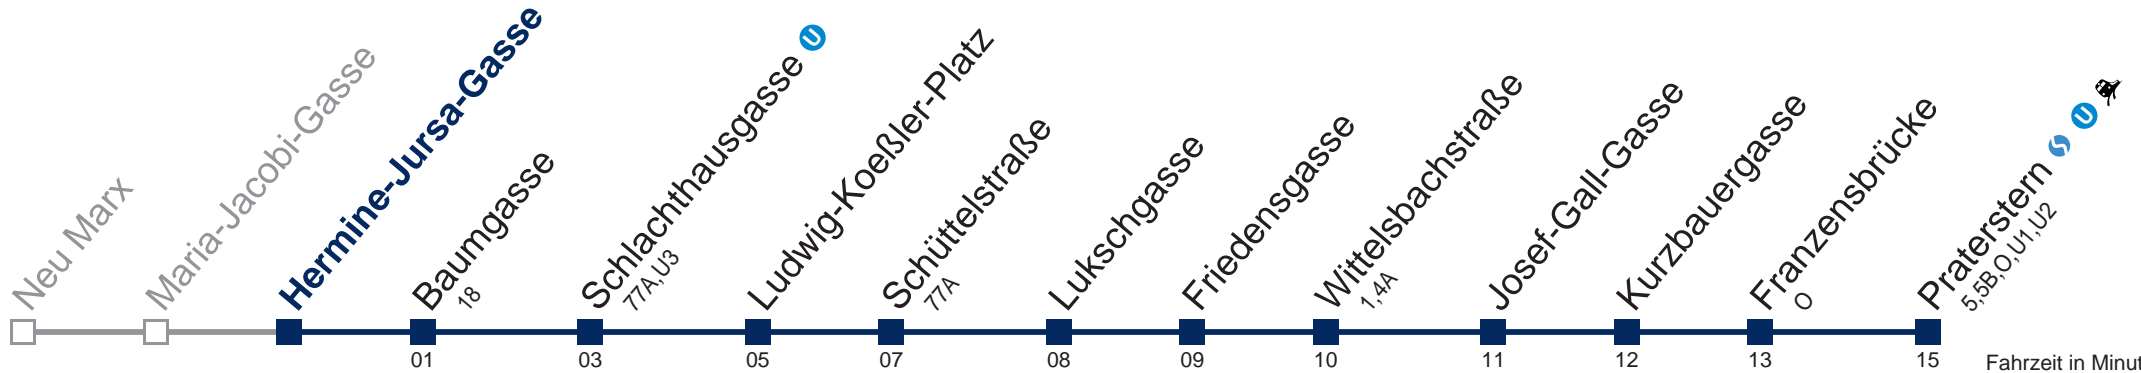 Neu Marx
Maria-Jacobi-Gasse
Hermine-Jursa-Gasse
Baumgasse
18
Schlachthausgasse U
77A,U3
Ludwig-Koeßler-Platz
Schüttelstraße
77A
Lukschgasse
Friedensgasse
Wittelsbachstraße
1,4A
Josef-Gall-Gasse
Kurzbauergasse
Franzensbrücke
O
Praterstern S U
5,5B,O,U1,U2
01 03 05 07 08 09 10 11 12 13 15 Fahrzeit in Minut